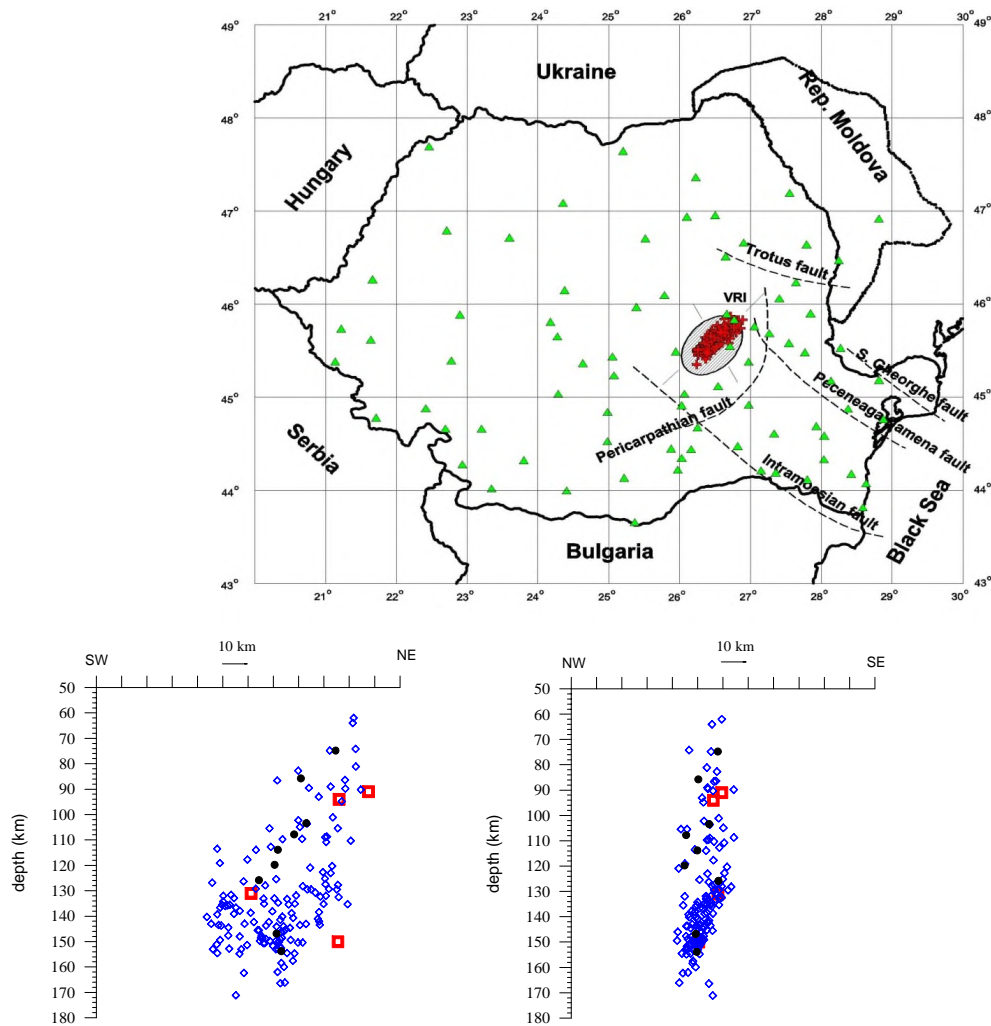 21° 22° 23° 24° 25° 26° 27° 28° 29° 30°
49° 49°
Ukraine
Rep. Moldova
48° 48°
Hungary
47° 47°
Trotus fault
VRI
46° 46°
S. Gheorghe fault
Peceneaga Camena fault
45° 45°
Pericarpathian fault
Serbia
Intramoesian fault
44° 44°
Black Sea
Bulgaria
43° 43°
21° 22° 23° 24° 25° 26° 27° 28° 29° 30°
SW 10 km NE
50
60
70
80
90
100
110
120
130
140
150
160
170
180
depth (km)
NW 10 km SE
50
60
70
80
90
100
110
120
130
140
150
160
170
180
depth (km)